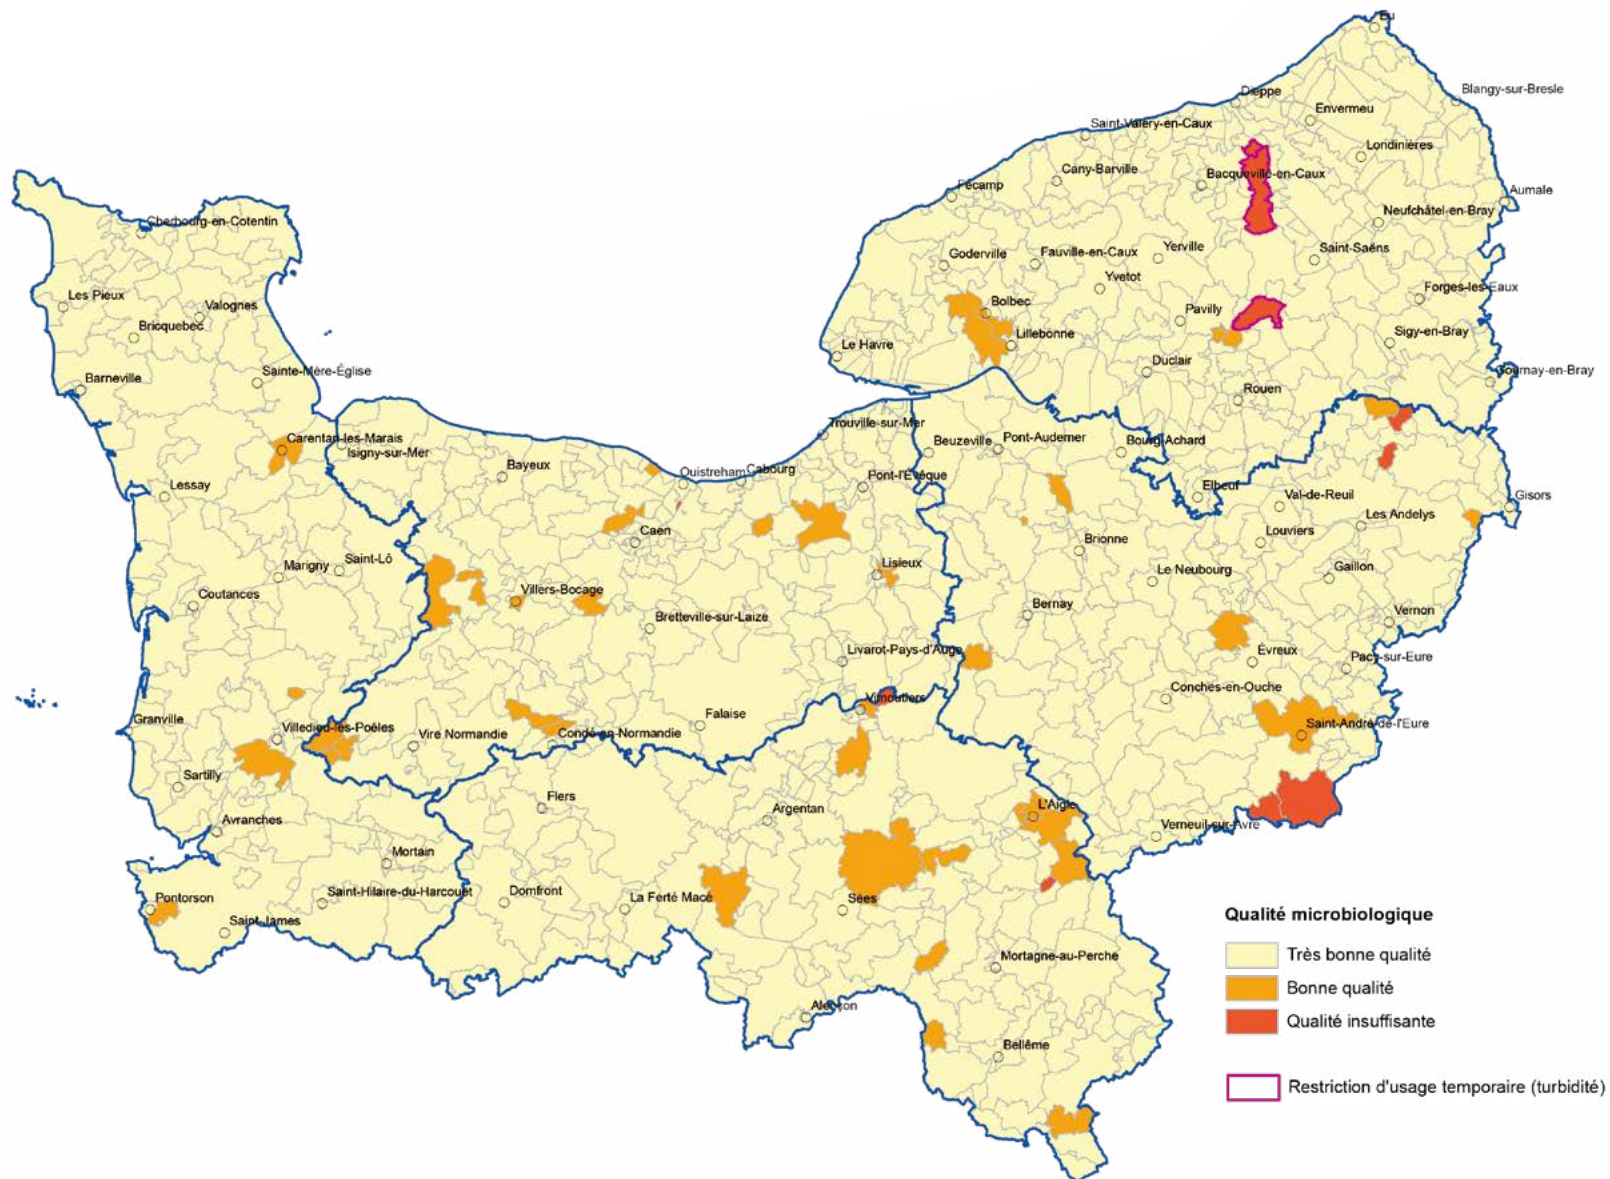 Eu
Blangy-sur-Bresle
Dieppe
Envermeu
Saint-Valery-en-Caux
Londinières
Cany-Barville
Bacqueville-en-Caux
Fécamp
Aumale
Neufchâtel-en-Bray
Cherbourg-en-Cotentin
Yerville
Saint-Saëns
Goderville
Fauville-en-Caux
Yvetot
Forges-les-Eaux
Les Pieux
Valognes
Bolbec
Pavilly
Bricquebec
Lillebonne
Sigy-en-Bray
Le Havre
Duclair
Sainte-Mère-Église
Gournay-en-Bray
Barneville
Rouen
Trouville-sur-Mer
Carentan-les-Marais
Beuzeville
Pont-Audemer
Bourg-Achard
Isigny-sur-Mer
Bayeux
Ouistreham
Cabourg
Pont-l'Évêque
Lessay
Elbeuf
Val-de-Reuil
Gisors
Les Andelys
Caen
Brionne
Louviers
Marigny
Saint-Lô
Lisieux
Le Neubourg
Gaillon
Coutances
Villers-Bocage
Bernay
Vernon
Bretteville-sur-Laize
Livarot-Pays-d'Auge
Évreux
Pacy-sur-Eure
Conches-en-Ouche
Vimoutiers
Granville
Falaise
Villedieu-les-Poêles
Vire Normandie
Condé-en-Normandie
Saint-André-de-l'Eure
Sartilly
Flers
Argentan
L'Aigle
Avranches
Verneuil-sur-Avre
Mortain
Pontorson
Saint-Hilaire-du-Harcouët
Domfront
La Ferté Macé
Sées
Saint-James
Mortagne-au-Perche
Alençon
Bellême
Qualité microbiologique
Très bonne qualité
Bonne qualité
Qualité insuffisante
Restriction d'usage temporaire (turbidité)